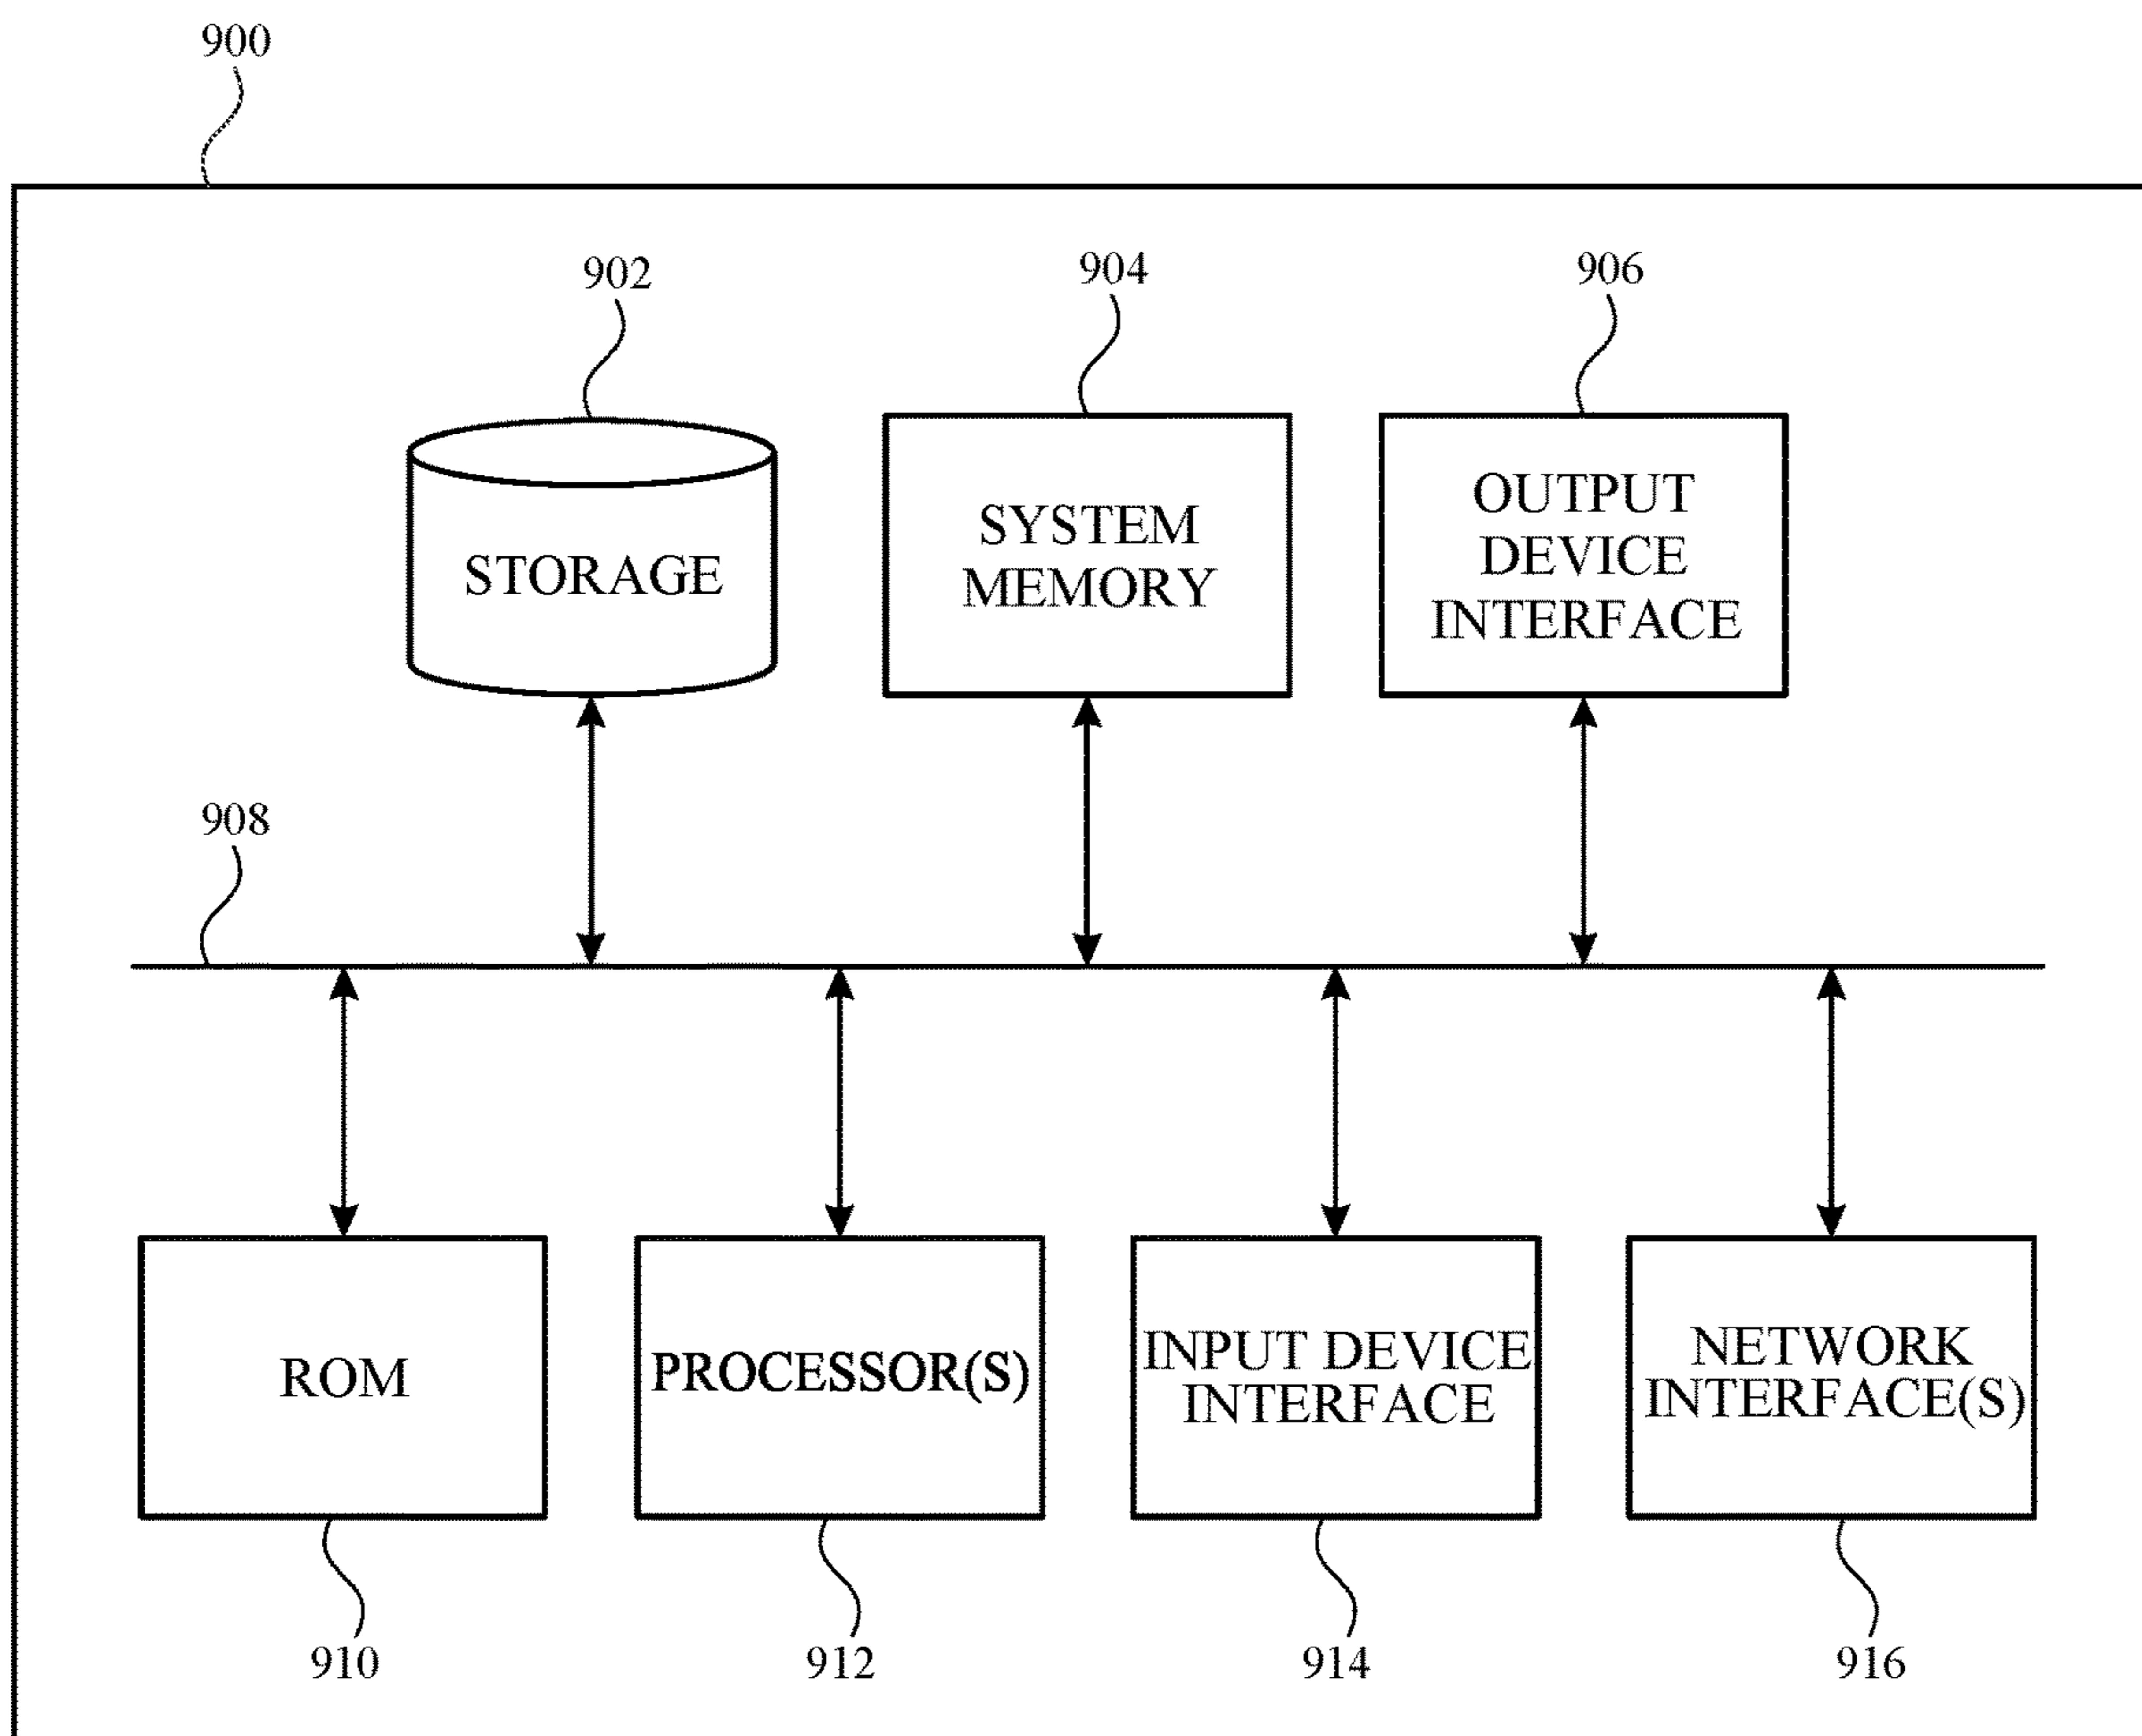 900
902
904
906
STORAGE
SYSTEM
MEMORY
OUTPUT
DEVICE
INTERFACE
908
ROM
PROCESSOR(S)
INPUT DEVICE
INTERFACE
NETWORK
INTERFACE(S)
910
912
914
916